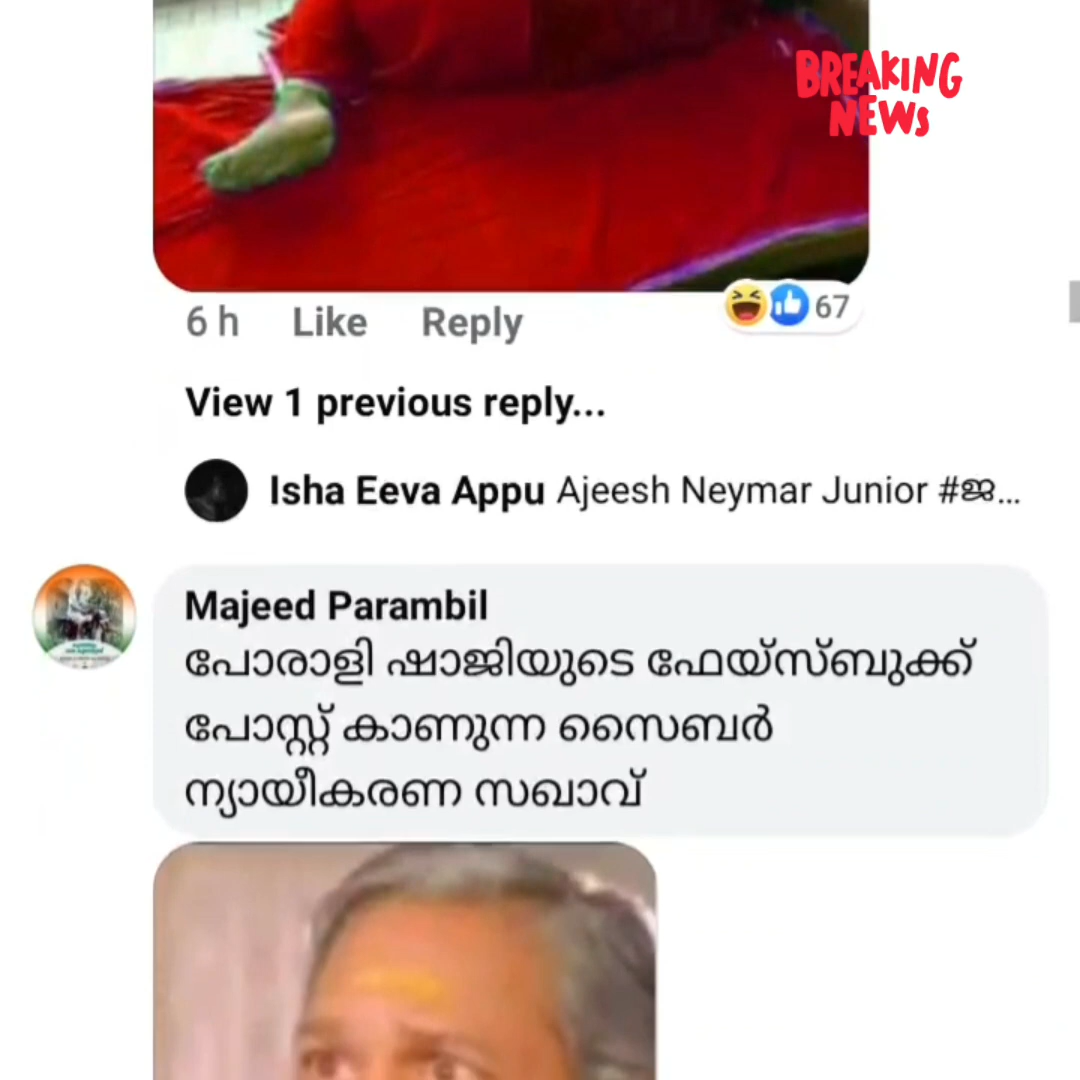 BREAKING
NEWS
6 h Like Reply 67
View 1 previous reply...
Isha Eeva Appu Ajeesh Neymar Junior #ജ...
Majeed Parambil
പോരാളി ഷാജിയുടെ ഫേയ്സ്ബുക്ക്
പോസ്റ്റ് കാണുന്ന സൈബർ
ന്യായീകരണ സഖാവ്